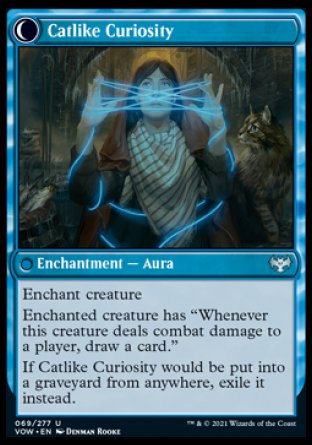 Catlike Curiosity
Enchantment — Aura
Enchant creature
Enchanted creature has “Whenever
this creature deals combat damage to
a player, draw a card.”
If Catlike Curiosity would be put into
a graveyard from anywhere, exile it
instead.
069/277 U
VOW • EN DENMAN ROOKE
™ & © 2021 Wizards of the Coast